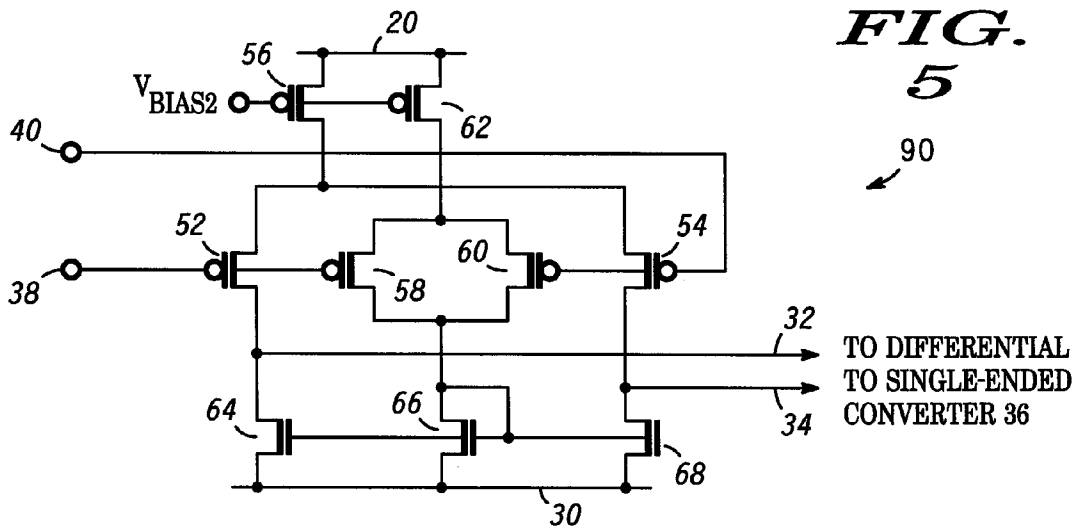 FIG.
5
20
56
V
BIAS2
62
40
90
52
54
38
58
60
32
TO DIFFERENTIAL
TO SINGLE-ENDED
CONVERTER 36
34
64
66
68
30